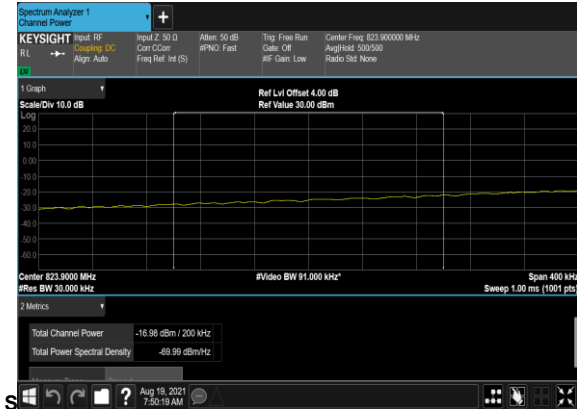 Spectrum Analyzer 1
Channel Power
KEYSIGHT
RL
Input: RF
Coupling: DC
Align: Auto
Input Z: 50 Ω
Corr CCorr
Freq Ref: Int (S)
Atten: 50 dB
#PNO: Fast
Trig: Free Run
Gate: Off
#IF Gain: Low
Center Freq: 823.900000 MHz
Avg|Hold: 500/500
Radio Std: None
1 Graph
Scale/Div 10.0 dB
Ref Lvl Offset 4.00 dB
Ref Value 30.00 dBm
Log
20.0
10.0
0.00
-10.0
-20.0
-30.0
-40.0
-50.0
-60.0
Center 823.9000 MHz
#Res BW 30.000 kHz
#Video BW 91.000 kHz*
Span 400 kHz
Sweep 1.00 ms (1001 pts)
2 Metrics
Total Channel Power -16.98 dBm / 200 kHz
Total Power Spectral Density -69.99 dBm/Hz
S
?
Aug 19, 2021
7:50:19 AM